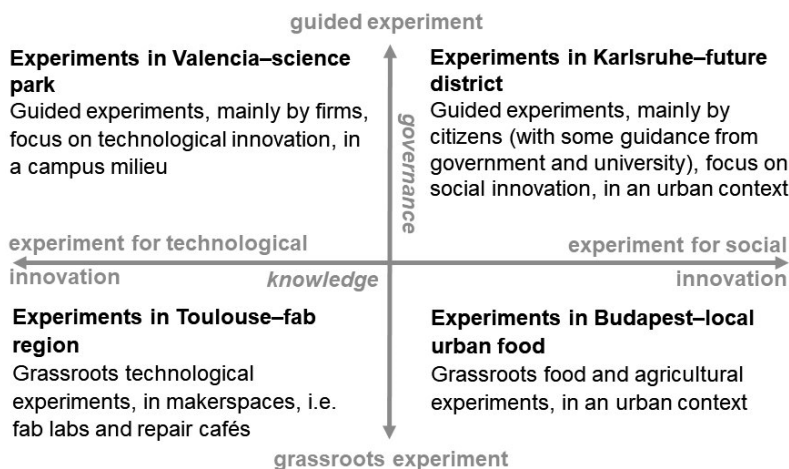 guided experiment
Experiments in Valencia–science
park
Guided experiments, mainly by firms,
focus on technological innovation, in
a campus milieu
Experiments in Karlsruhe–future
district
Guided experiments, mainly by
citizens (with some guidance from
government and university), focus on
social innovation, in an urban context
governance
experiment for technological
innovation
knowledge
experiment for social
innovation
Experiments in Toulouse–fab
region
Grassroots technological
experiments, in makerspaces, i.e.
fab labs and repair cafés
Experiments in Budapest–local
urban food
Grassroots food and agricultural
experiments, in an urban context
grassroots experiment